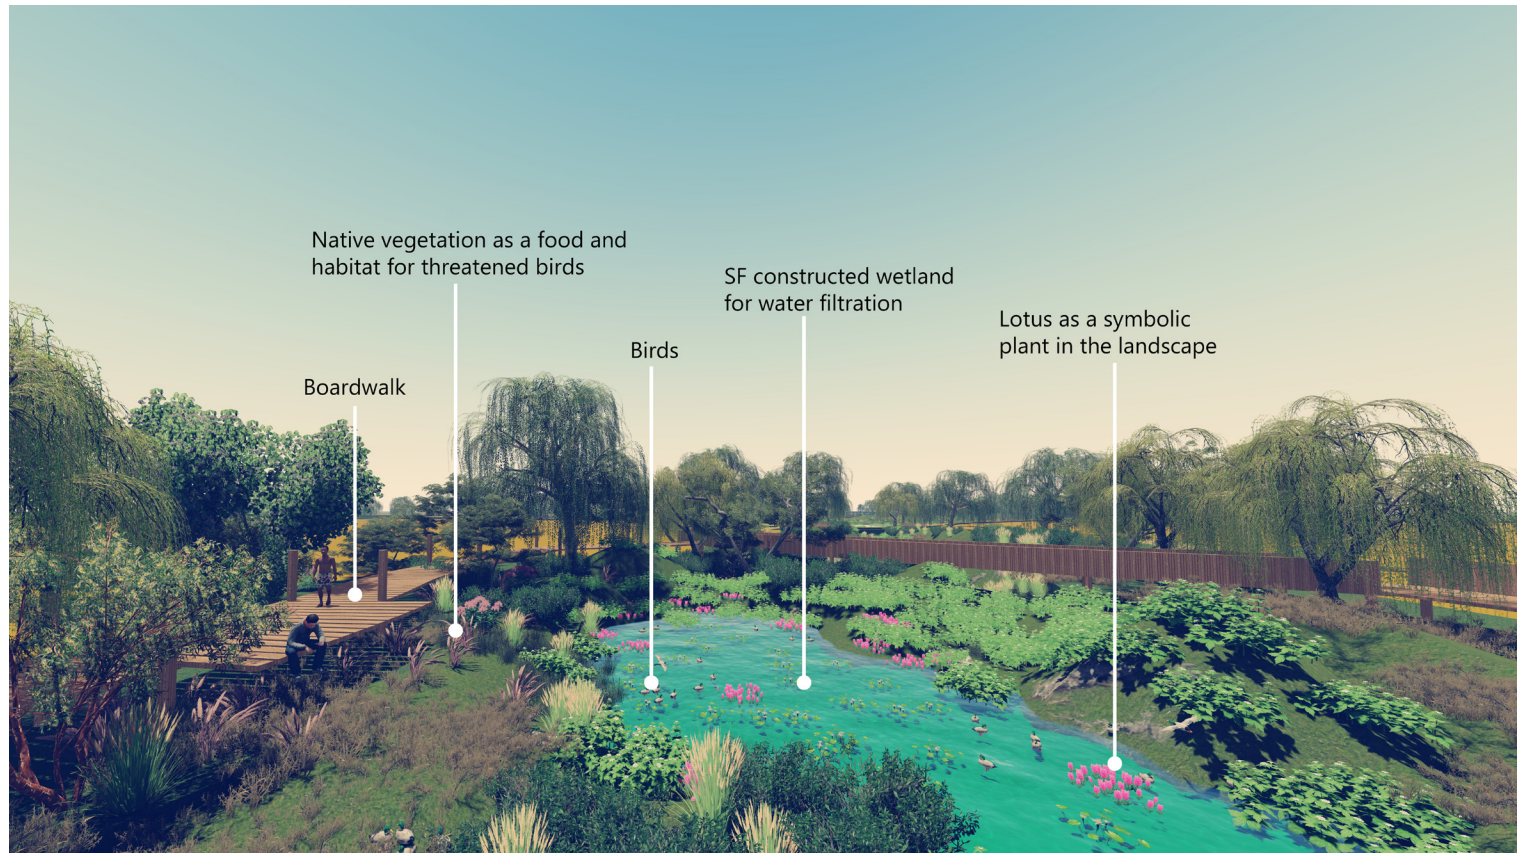 Native vegetation as a food and
habitat for threatened birds
SF constructed wetland
for water filtration
Lotus as a symbolic
plant in the landscape
Birds
Boardwalk